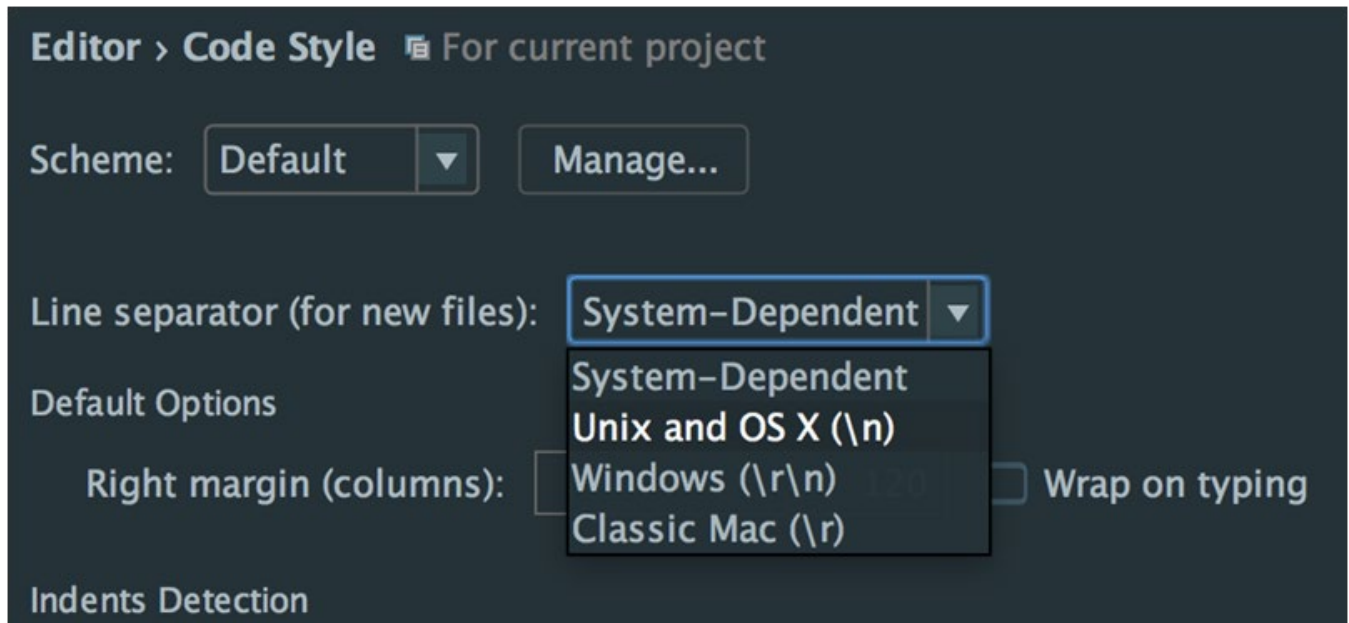 Editor › Code Style For current project
Scheme: Default Manage...
Line separator (for new files): System-Dependent
System-Dependent
Default Options
Unix and OS X (\n)
Right margin (columns): 120 Wrap on typing
Windows (\r\n)
Classic Mac (\r)
Indents Detection